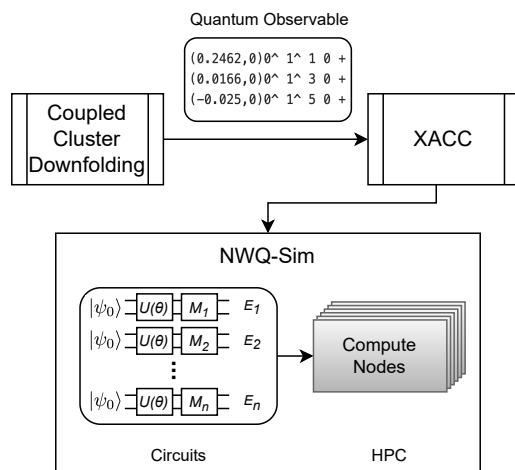 Quantum Observable
(0.2462,0)0^ 1^ 1 0 +
(0.0166,0)0^ 1^ 3 0 +
(-0.025,0)0^ 1^ 5 0 +
Coupled
Cluster
Downfolding
XACC
NWQ-Sim
|ψ₀⟩ U(θ) M₁ E₁
|ψ₀⟩ U(θ) M₂ E₂
⋮
|ψ₀⟩ U(θ) Mₙ Eₙ
Compute
Nodes
Circuits
HPC